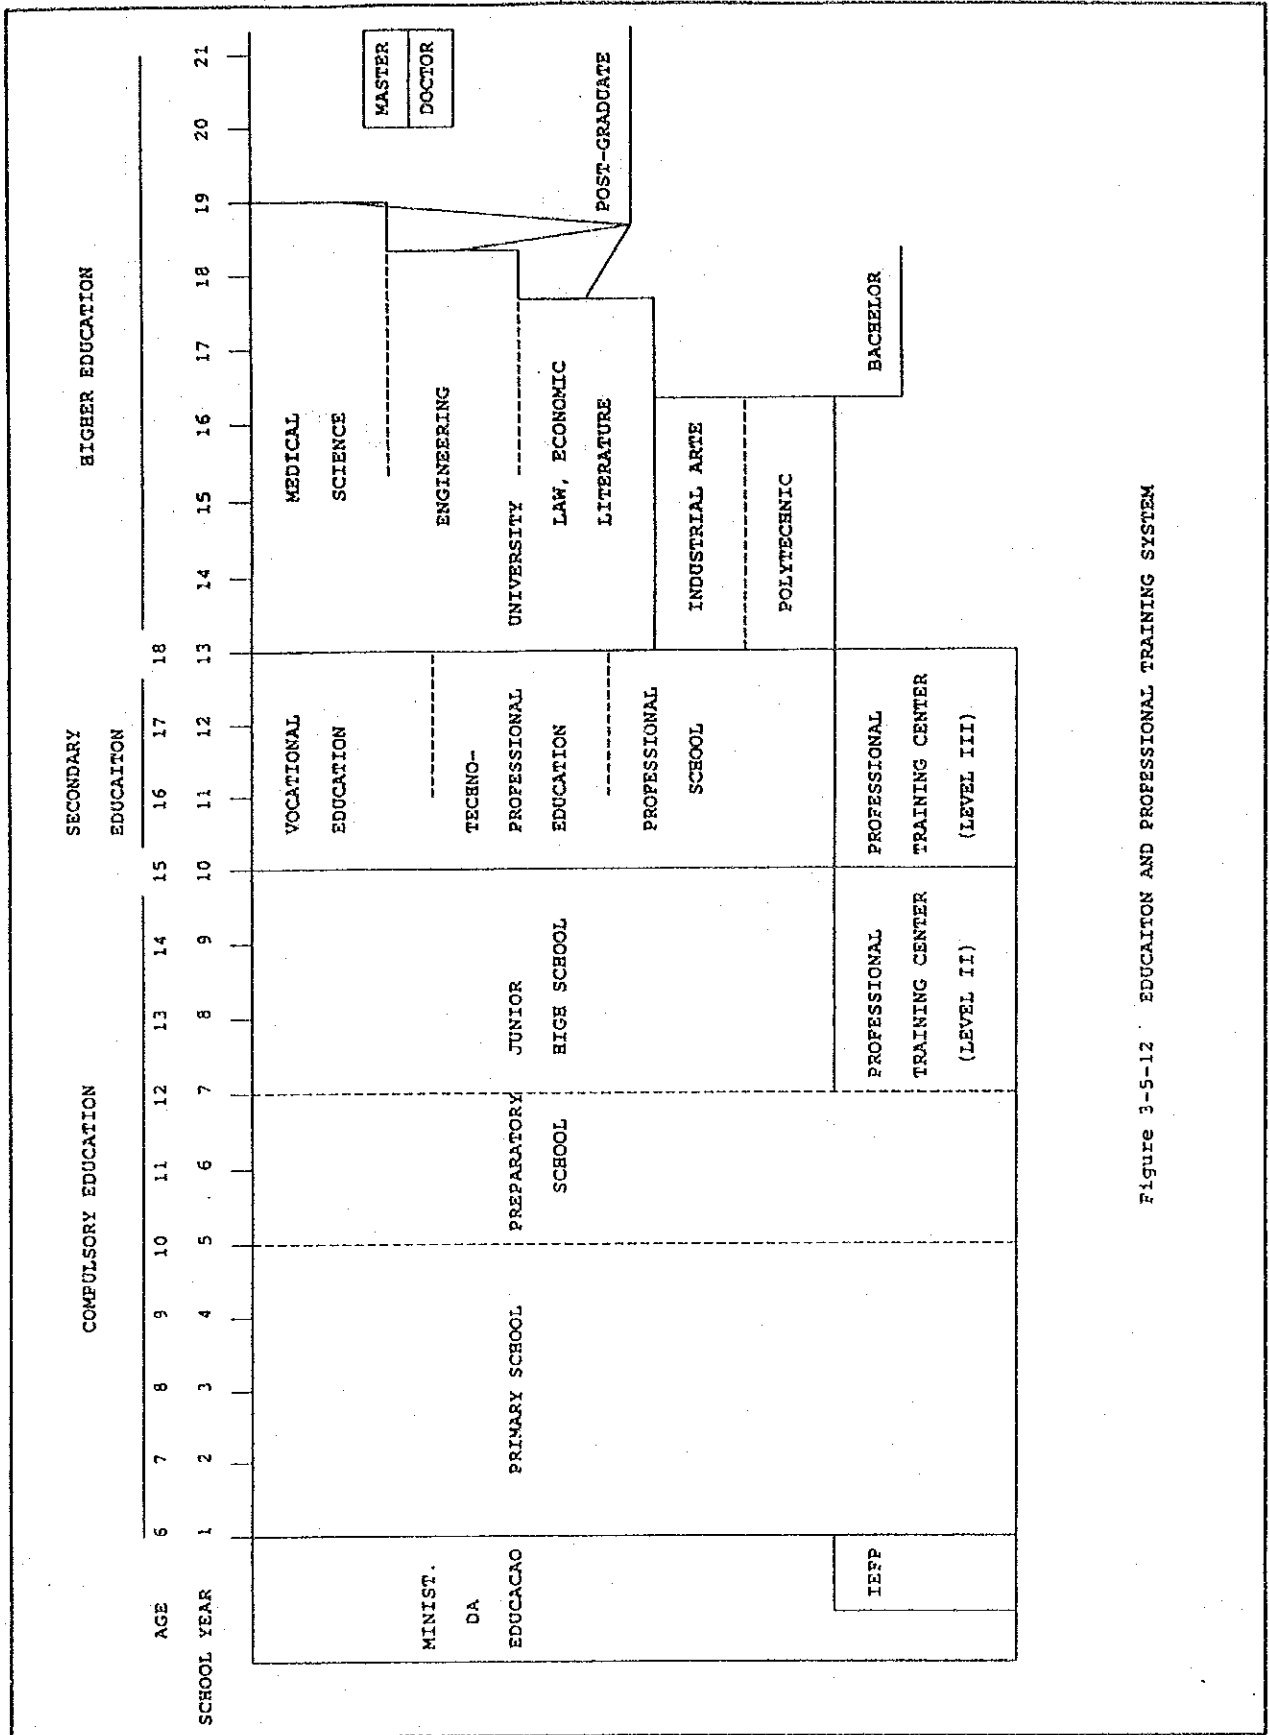 COMPULSORY EDUCATION
SECONDARY
EDUCAITON
HIGHER EDUCATION
AGE 6 7 8 9 10 11 12 13 14 15 16 17 18
SCHOOL YEAR 1 2 3 4 5 6 7 8 9 10 11 12 13 14 15 16 17 18 19 20 21
MINIST.
DA
EDUCACAO
IEFP
PRIMARY SCHOOL
PREPARATORY
SCHOOL
JUNIOR
HIGH SCHOOL
PROFESSIONAL
TRAINING CENTER
(LEVEL II)
VOCATIONAL
EDUCATION
TECHNO-
PROFESSIONAL
EDUCATION
PROFESSIONAL
SCHOOL
PROFESSIONAL
TRAINING CENTER
(LEVEL III)
MEDICAL
SCIENCE
ENGINEERING
UNIVERSITY
LAW, ECONOMIC
LITERATURE
INDUSTRIAL ARTE
POLYTECHNIC
BACHELOR
POST-GRADUATE
MASTER
DOCTOR
Figure 3-5-12 EDUCAITON AND PROFESSIONAL TRAINING SYSTEM